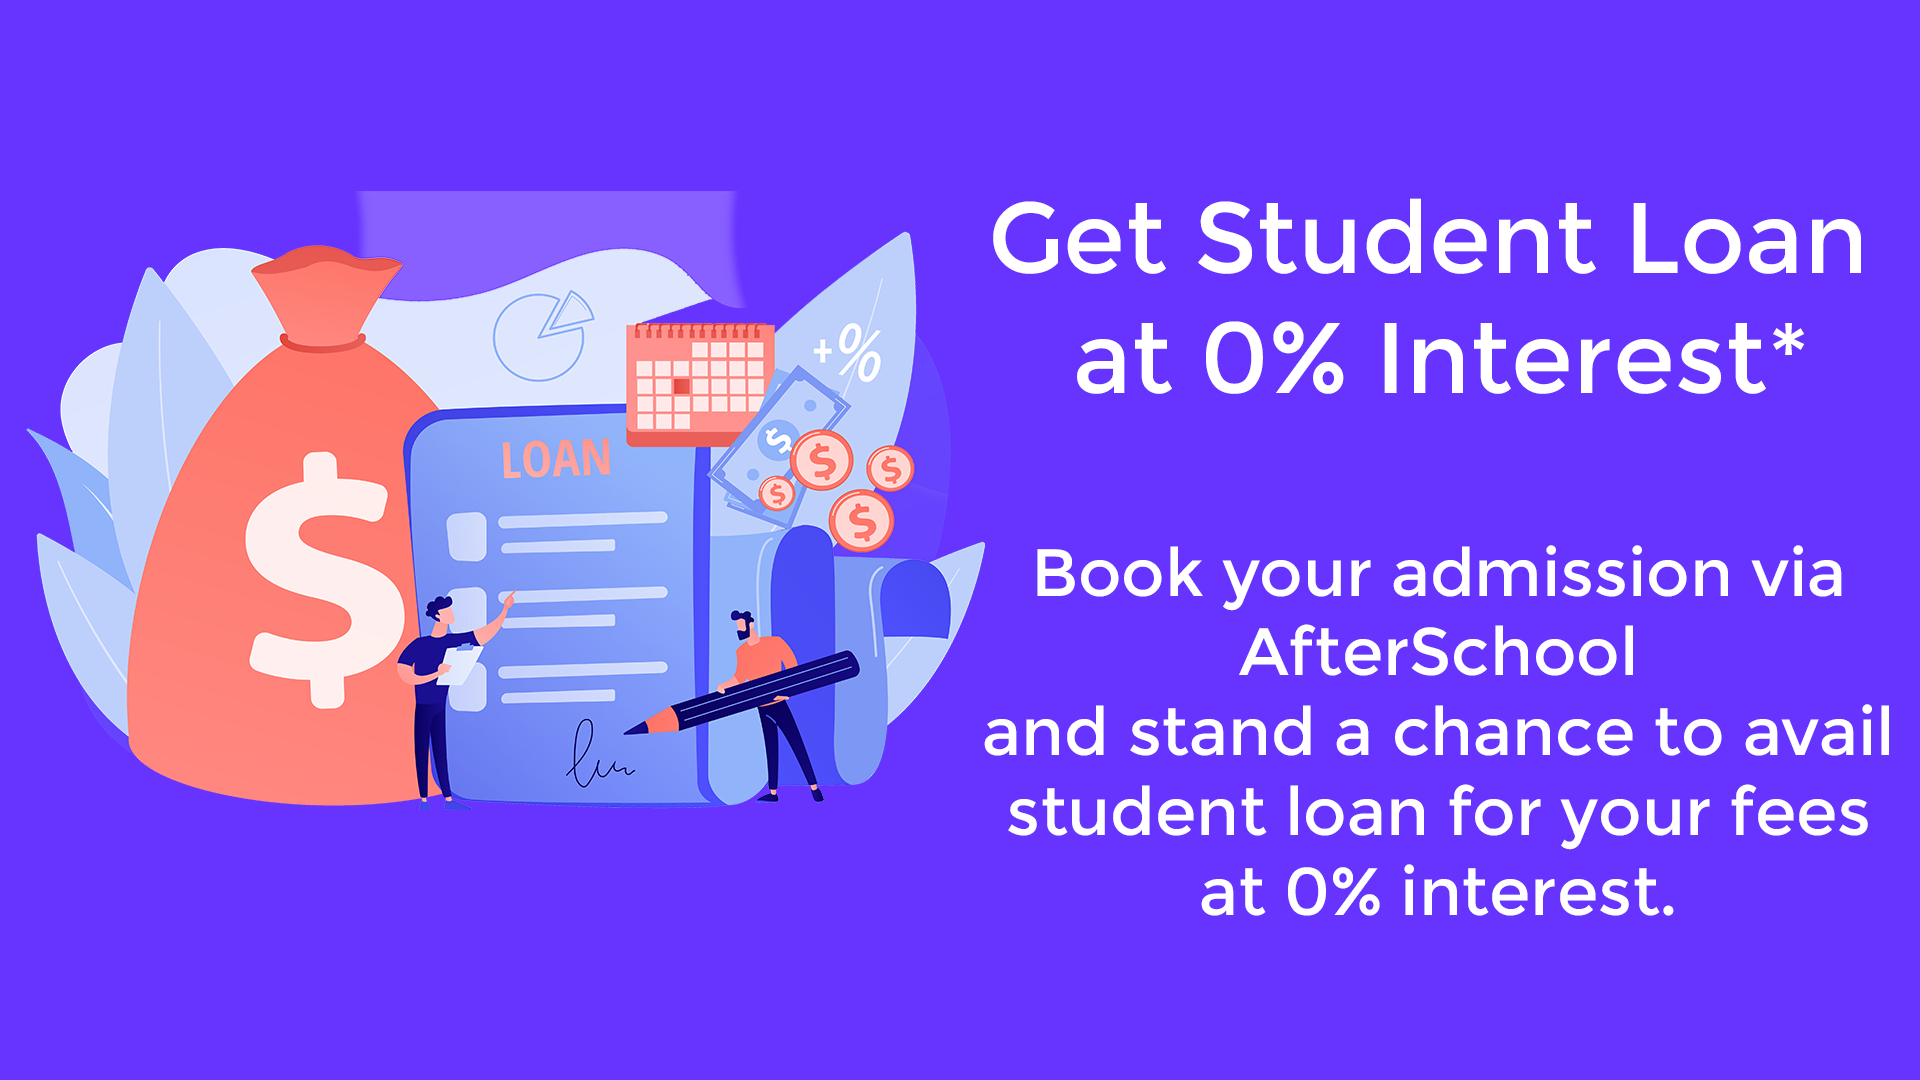 Get Student Loan
at 0% Interest*
Book your admission via
AfterSchool
and stand a chance to avail
student loan for your fees
at 0% interest.
LOAN
+%
$
$
$
$
$
$